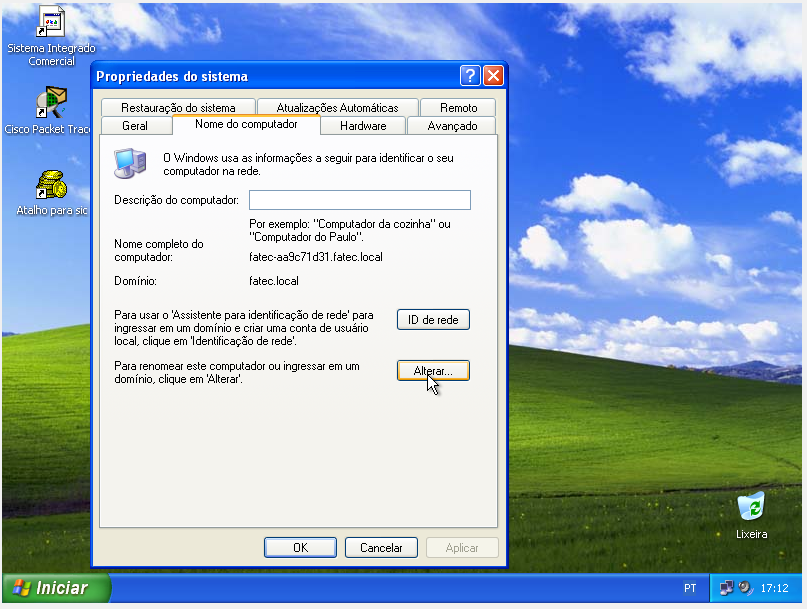 Sistema Integrado
Comercial
Cisco Packet Trac
Atalho para sic
Propriedades do sistema
Restauração do sistema
Atualizações Automáticas
Remoto
Geral
Nome do computador
Hardware
Avançado
O Windows usa as informações a seguir para identificar o seu
computador na rede.
Descrição do computador:
Por exemplo: "Computador da cozinha" ou
"Computador do Paulo".
Nome completo do
computador:
fatec-aa9c71d31.fatec.local
Domínio:
fatec.local
Para usar o 'Assistente para identificação de rede' para
ingressar em um domínio e criar uma conta de usuário
local, clique em 'Identificação de rede'.
ID de rede
Para renomear este computador ou ingressar em um
domínio, clique em 'Alterar'.
Alterar...
OK
Cancelar
Aplicar
Lixeira
Iniciar
PT
17:12